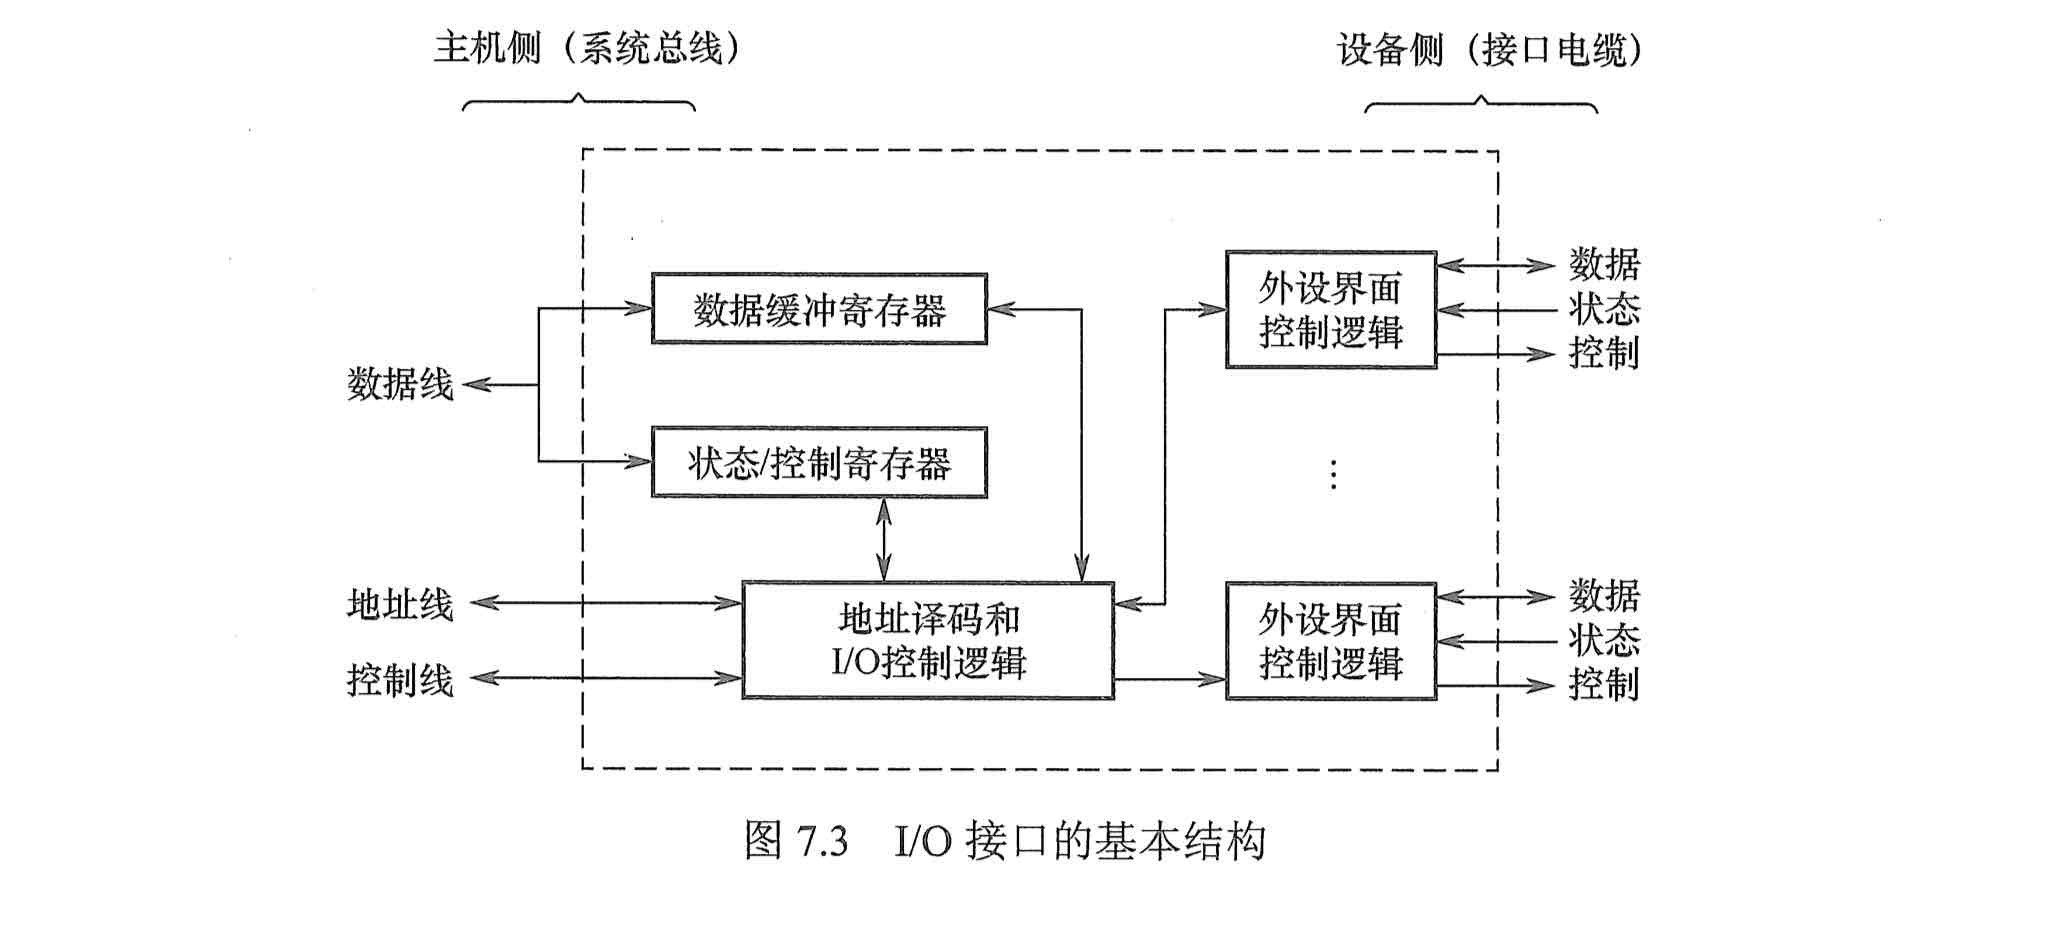 主机侧（系统总线）
设备侧（接口电缆）
数据缓冲寄存器
数据线
状态/控制寄存器
地址线
控制线
地址译码和
I/O控制逻辑
外设界面
控制逻辑
数据
状态
控制
⋮
外设界面
控制逻辑
数据
状态
控制
图 7.3 I/O 接口的基本结构